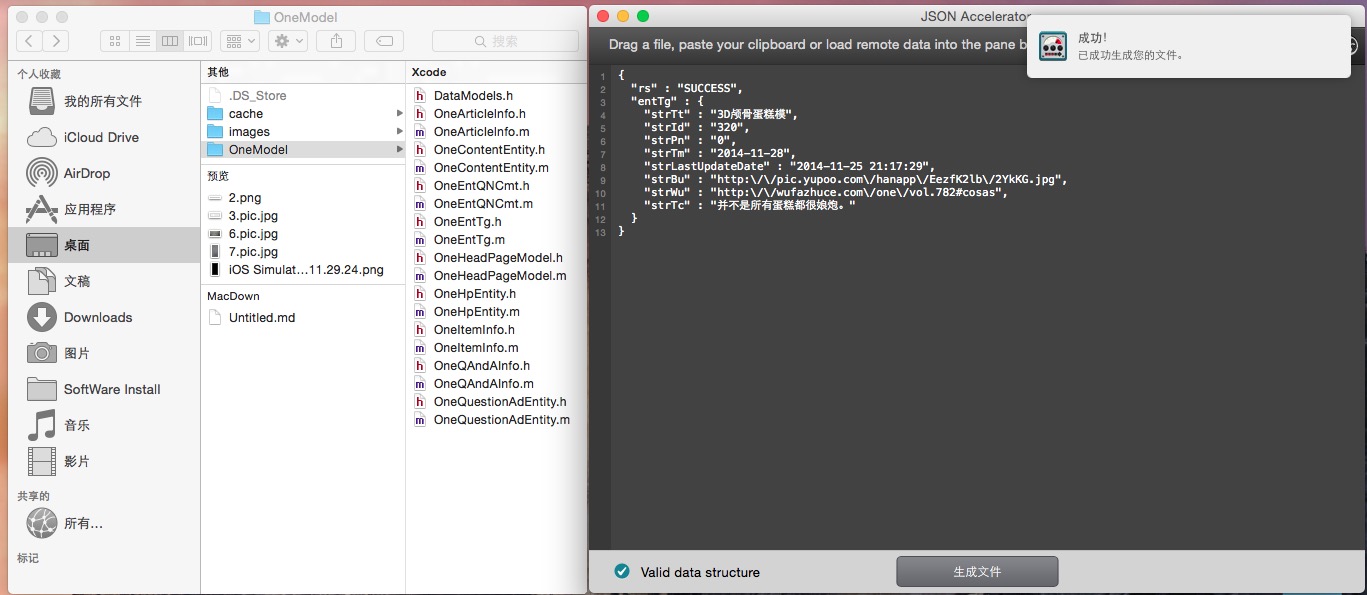 OneModel
搜索
个人收藏
我的所有文件
iCloud Drive
AirDrop
应用程序
桌面
文稿
Downloads
图片
SoftWare Install
音乐
影片
共享的
所有...
标记
其他
.DS_Store
cache
images
OneModel
预览
2.png
3.pic.jpg
6.pic.jpg
7.pic.jpg
iOS Simulat...11.29.24.png
MacDown
Untitled.md
Xcode
DataModels.h
OneArticleInfo.h
OneArticleInfo.m
OneContentEntity.h
OneContentEntity.m
OneEntQNCmt.h
OneEntQNCmt.m
OneEntTg.h
OneEntTg.m
OneHeadPageModel.h
OneHeadPageModel.m
OneHpEntity.h
OneHpEntity.m
OneItemInfo.h
OneItemInfo.m
OneQAndAInfo.h
OneQAndAInfo.m
OneQuestionAdEntity.h
OneQuestionAdEntity.m
JSON Accelerator
Drag a file, paste your clipboard or load remote data into the pane b
成功!
已成功生成您的文件。
1 {
2 "rs" : "SUCCESS",
3 "entTg" : {
4 "strTt" : "3D颅骨蛋糕模",
5 "strId" : "320",
6 "strPn" : "0",
7 "strTm" : "2014-11-28",
8 "strLastUpdateDate" : "2014-11-25 21:17:29",
9 "strBu" : "http:\/\/pic.yupoo.com\/hanapp\/EezfK2lb\/2YkKG.jpg",
10 "strWu" : "http:\/\/wufazhuce.com\/one\/vol.782#cosas",
11 "strTc" : "并不是所有蛋糕都很娘炮。"
12 }
13 }
Valid data structure
生成文件